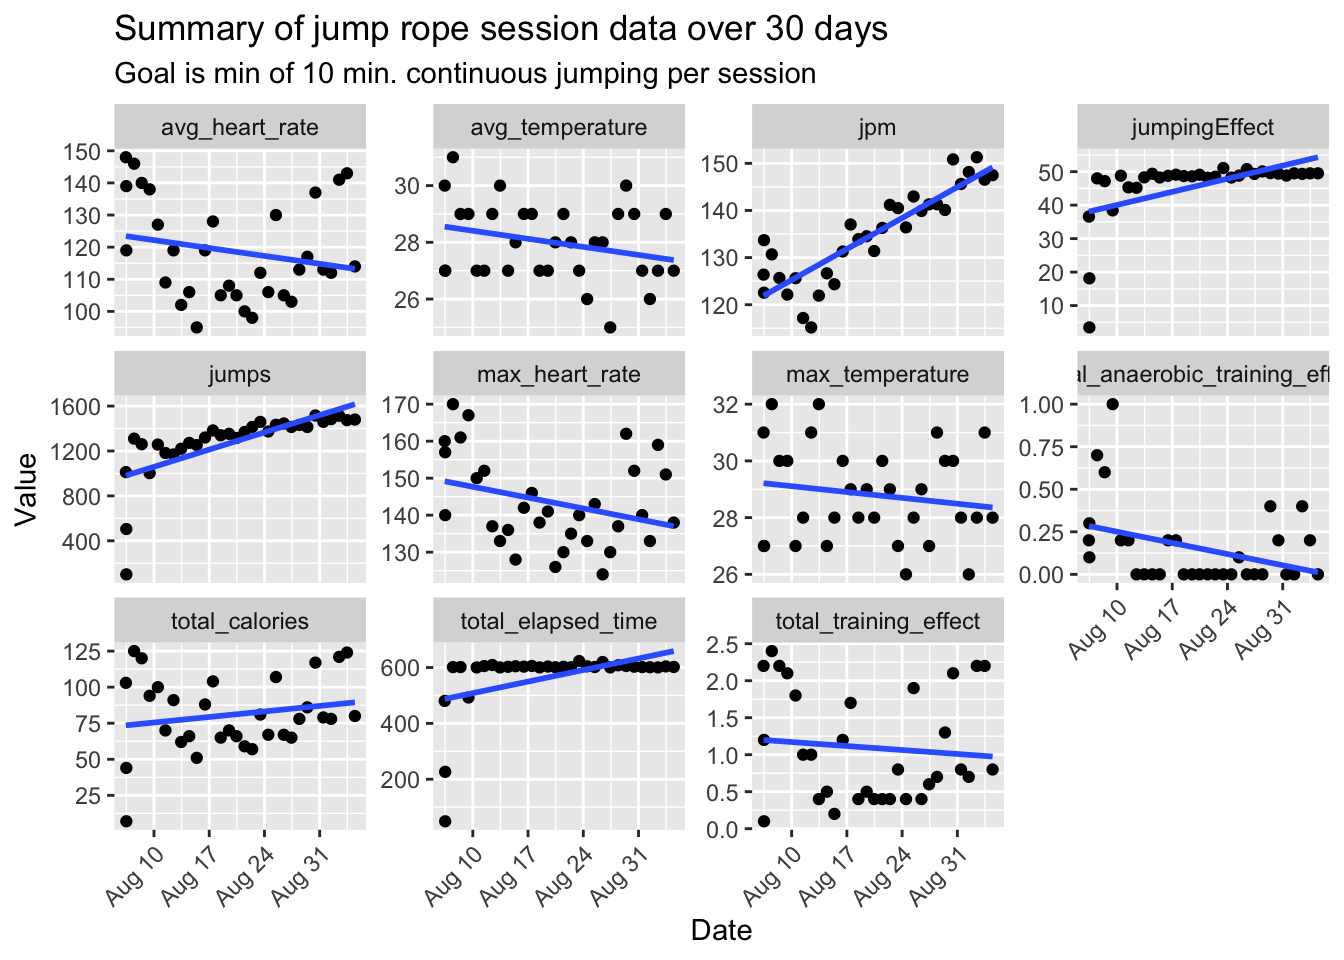 Summary of jump rope session data over 30 days
Goal is min of 10 min. continuous jumping per session
avg_heart_rate
avg_temperature
jpm
jumpingEffect
150
140
130
120
110
100
30
28
26
150
140
130
120
50
40
30
20
10
jumps
max_heart_rate
max_temperature
al_anaerobic_training_eff
1600
1200
800
400
170
160
150
140
130
32
30
28
26
1.00
0.75
0.50
0.25
0.00
Aug 10
Aug 17
Aug 24
Aug 31
total_calories
total_elapsed_time
total_training_effect
125
100
75
50
25
600
400
200
2.5
2.0
1.5
1.0
0.5
0.0
Aug 10
Aug 17
Aug 24
Aug 31
Aug 10
Aug 17
Aug 24
Aug 31
Aug 10
Aug 17
Aug 24
Aug 31
Value
Date